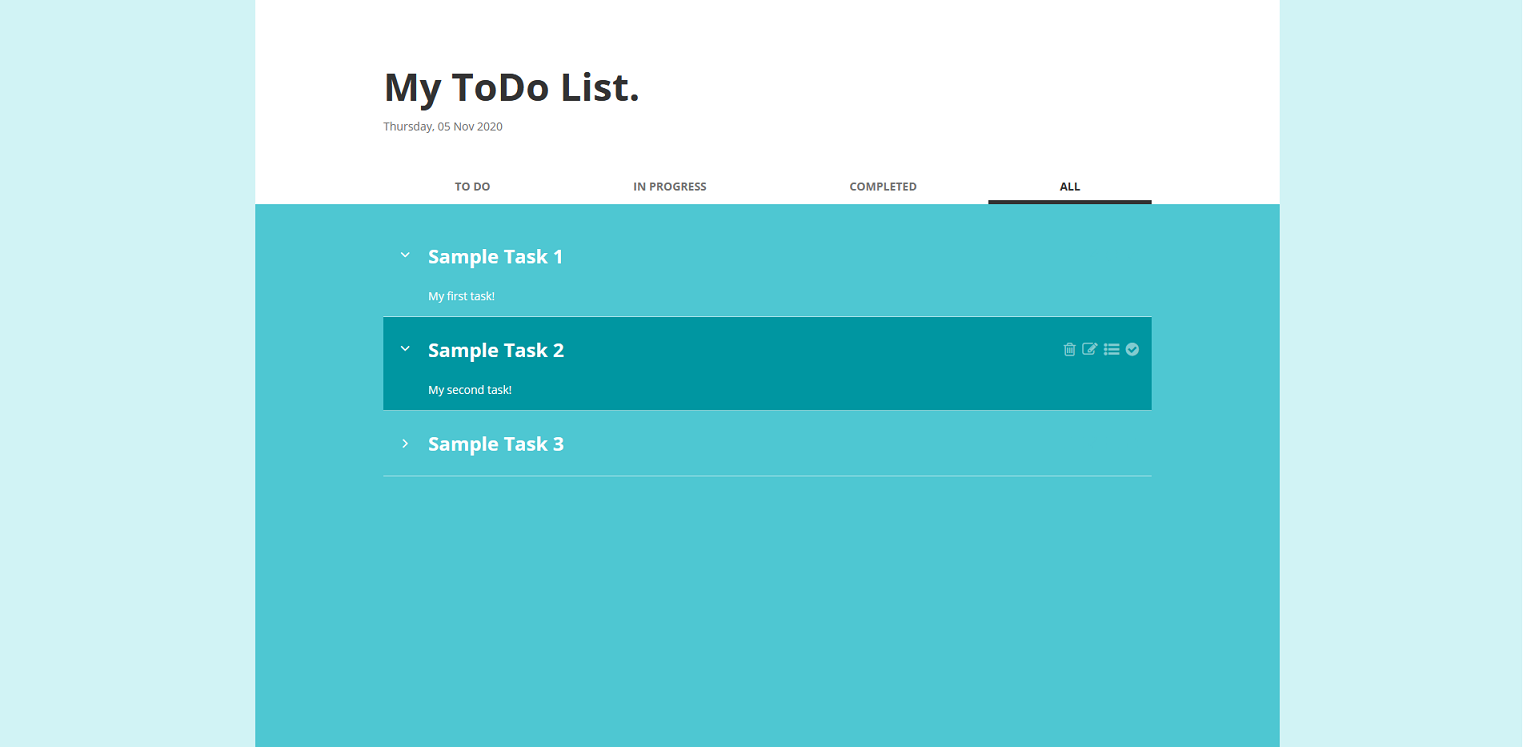 My ToDo List.
Thursday, 05 Nov 2020
TO DO IN PROGRESS COMPLETED ALL
Sample Task 1
My first task!
Sample Task 2
My second task!
Sample Task 3